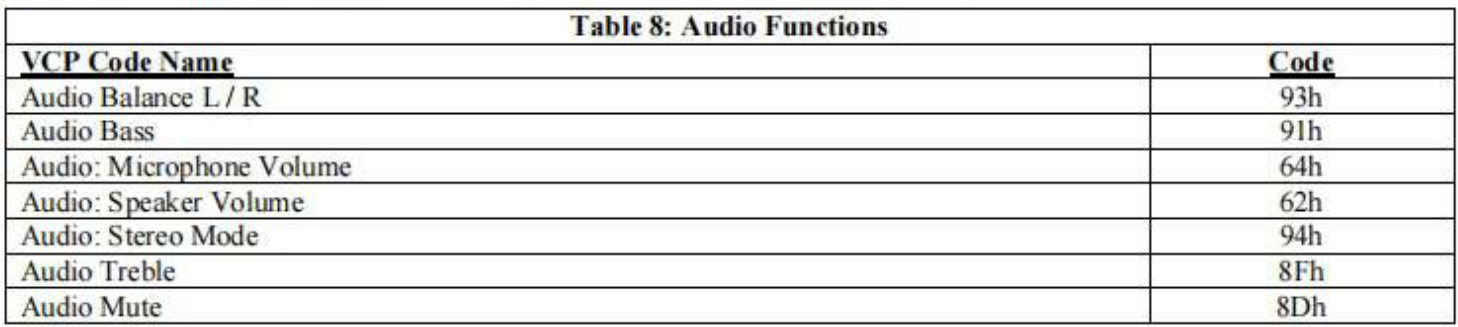 Table 8: Audio Functions
VCP Code Name Code
Audio Balance L / R 93h
Audio Bass 91h
Audio: Microphone Volume 64h
Audio: Speaker Volume 62h
Audio: Stereo Mode 94h
Audio Treble 8Fh
Audio Mute 8Dh